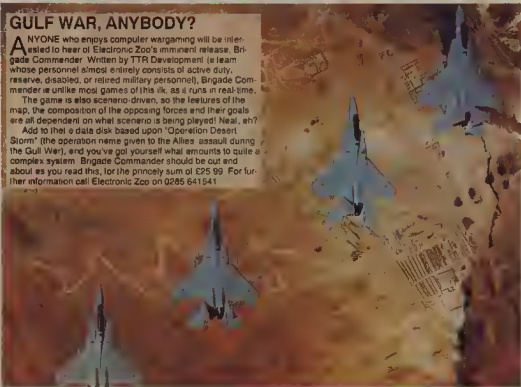 GULF WAR, ANYBODY?
ANYONE who enjoys computer wargaming will be inter-
ested to hear of Electronic Zoo's imminent release, Bri-
gade Commander Written by TTR Development (a team
whose personnel almost entirely consists of active duty,
reserve, disabled, or retired military personnel), Brigade Com-
mander is unlike most games of this ilk, as it runs in real-time.
The game is also scenario-driven, so the features of the
map, the composition of the opposing forces and their goals
are all dependent on what scenario is being played! Neat, eh?
Add to that a data disk based upon "Operation Desert
Storm" (the operation name given to the Allies assault during
the Gulf War), and you've got yourself what amounts to quite a
complex system Brigade Commander should be out and
about as you read this, for the princely sum of £25 99 For fur-
ther information call Electronic Zoo on 0285 641541